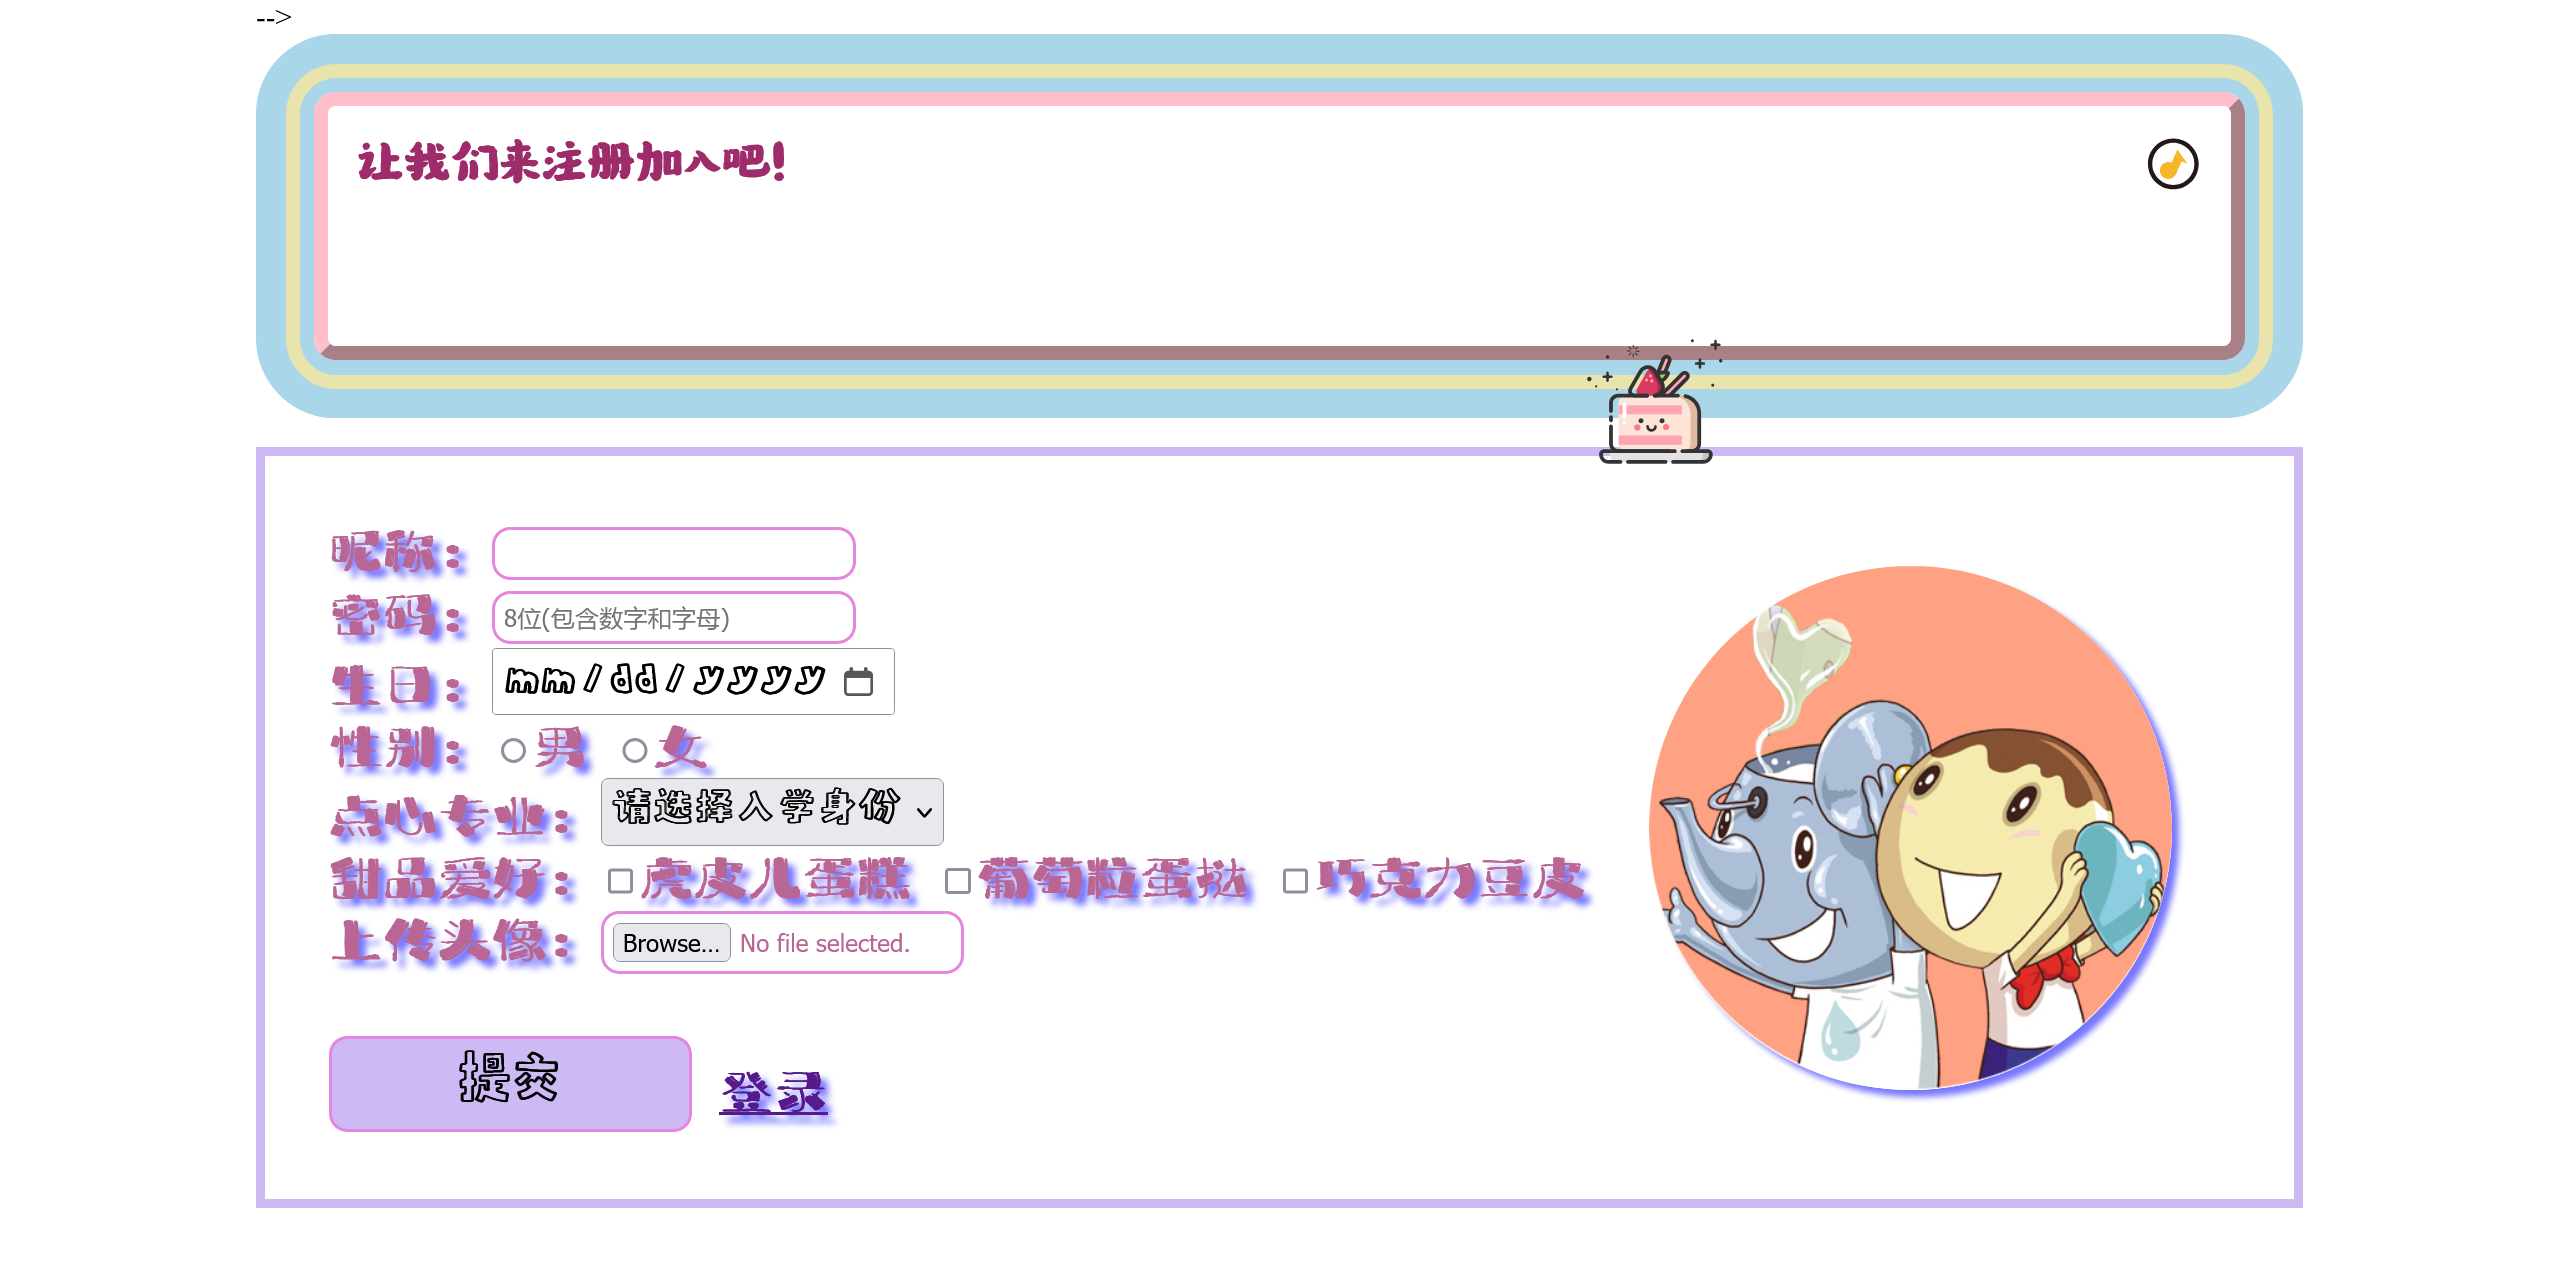 -->
让我们来注册加入吧!
昵称:
密码: 8位(包含数字和字母)
生日: mm/dd/yyyy
性别: 男 女
点心专业: 请选择入学身份
甜品爱好: 虎皮儿蛋糕 葡萄粒蛋挞 巧克力豆皮
上传头像: Browse... No file selected.
提交 登录